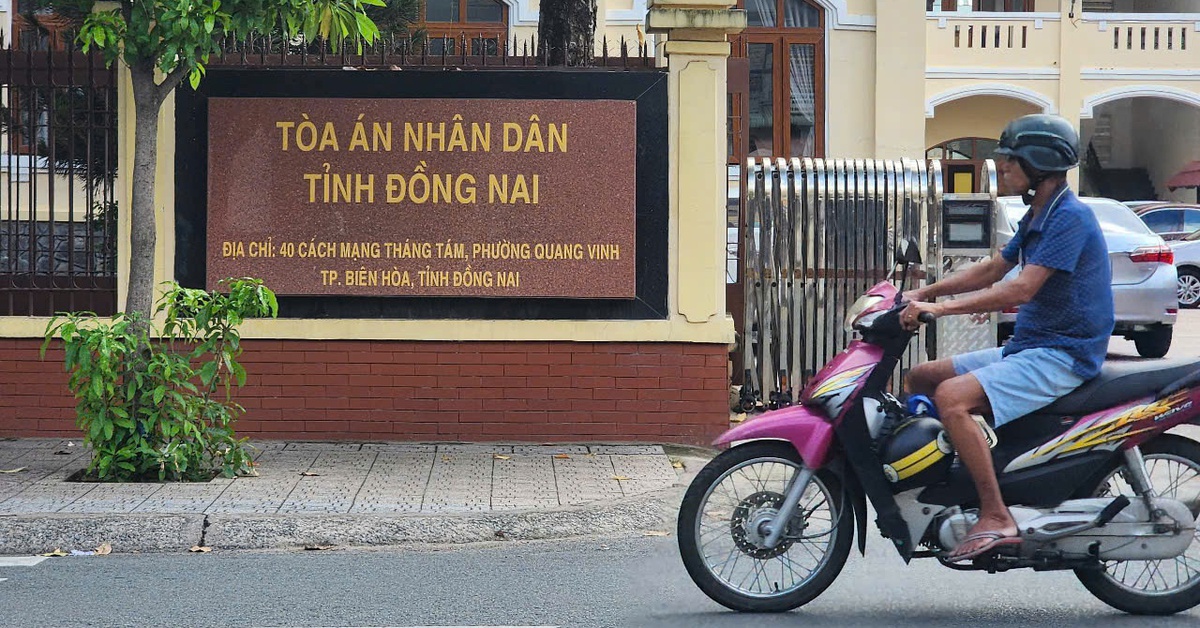 TÒA ÁN NHÂN DÂN
TỈNH ĐỒNG NAI
ĐỊA CHỈ: 40 CÁCH MẠNG THÁNG TÁM, PHƯỜNG QUANG VINH
TP. BIÊN HÒA, TỈNH ĐỒNG NAI